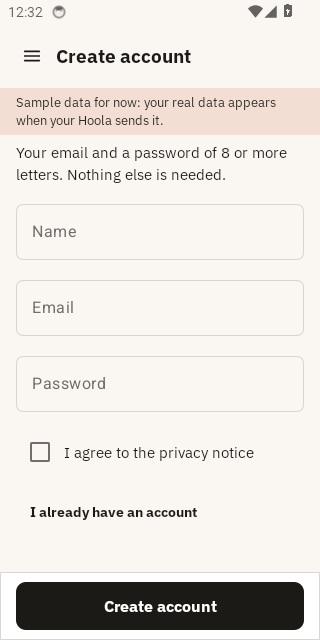 12:32
Create account
Sample data for now: your real data appears
when your Hoola sends it.
Your email and a password of 8 or more
letters. Nothing else is needed.
Name
Email
Password
I agree to the privacy notice
I already have an account
Create account